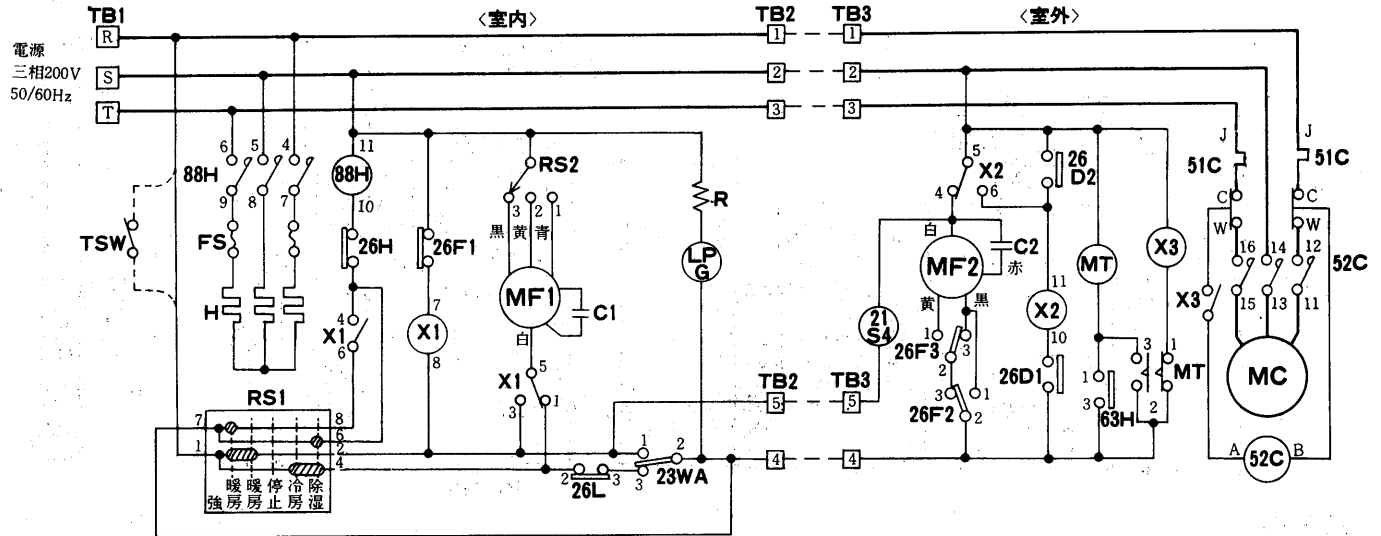 TB1
〈室内〉
TB2
TB3
〈室外〉
電源
三相200V
50/60Hz
R
S
T
1
2
3
1
2
3
J
51C
J
51C
6
5
4
88H
9
8
7
11
88H
10
RS2
3
2
1
黒
黄
青
R
5
X2
4
6
26
D2
C
W
C
W
TSW
FS
26H
26F1
LP
G
白
MF2
C2
赤
MT
X3
16
14
12
52C
H
MF1
C1
7
X1
8
4
X1
6
白
黄
黒
11
X2
10
X3
15
13
11
21
S4
1
26F3
3
2
26D1
3
1
MT
MC
RS1
5
X1
3
1
TB2
TB3
5
5
3
26F2
1
2
1
3
63H
2
7
8
6
1
2
4
1
2
3
23WA
2
26L
3
4
4
A
52C
B
強
暖房
暖房
停止
冷房
除湿